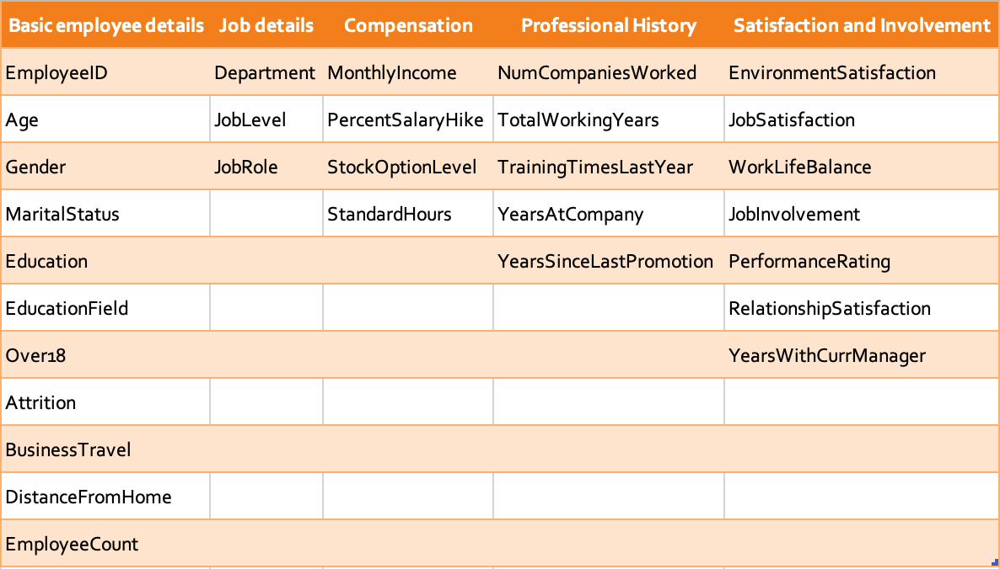 Basic employee details Job details Compensation Professional History Satisfaction and Involvement
EmployeeID Department MonthlyIncome NumCompaniesWorked EnvironmentSatisfaction
Age JobLevel PercentSalaryHike TotalWorkingYears JobSatisfaction
Gender JobRole StockOptionLevel TrainingTimesLastYear WorkLifeBalance
MaritalStatus StandardHours YearsAtCompany JobInvolvement
Education YearsSinceLastPromotion PerformanceRating
EducationField RelationshipSatisfaction
Over18 YearsWithCurrManager
Attrition
BusinessTravel
DistanceFromHome
EmployeeCount